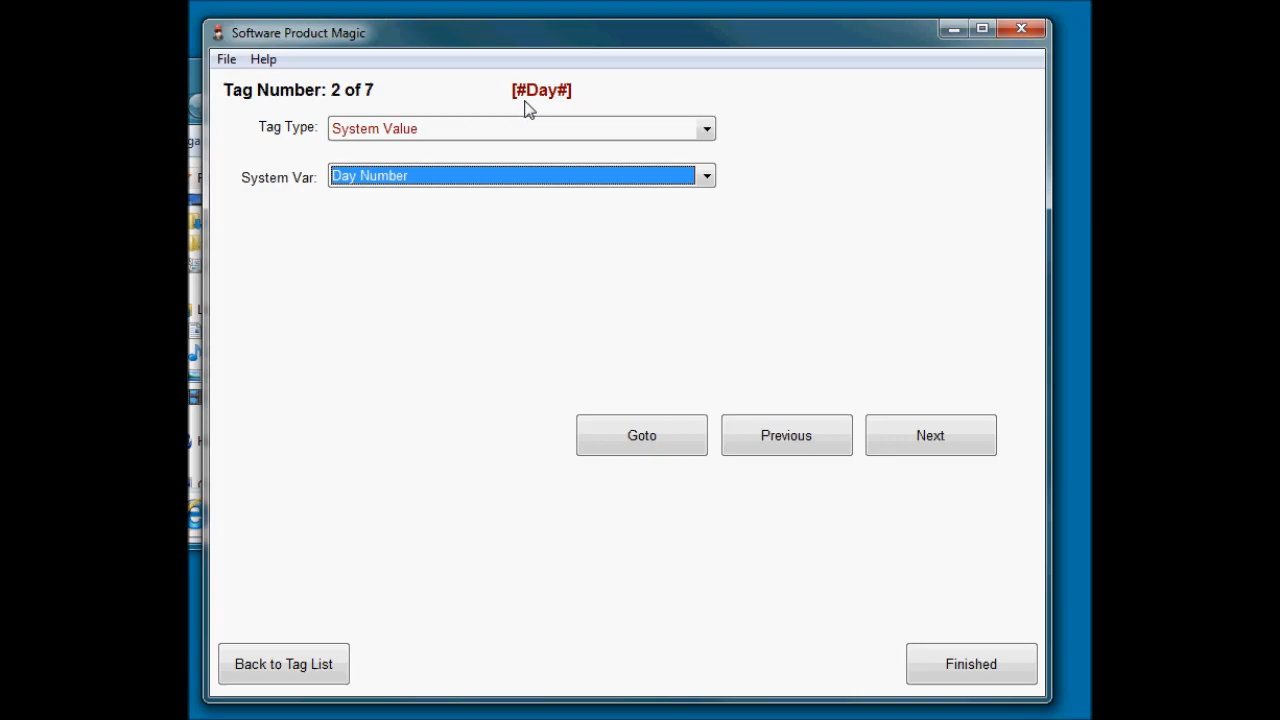 Software Product Magic
File Help
Tag Number: 2 of 7 [#Day#]
Tag Type: System Value
System Var: Day Number
Goto Previous Next
Back to Tag List Finished